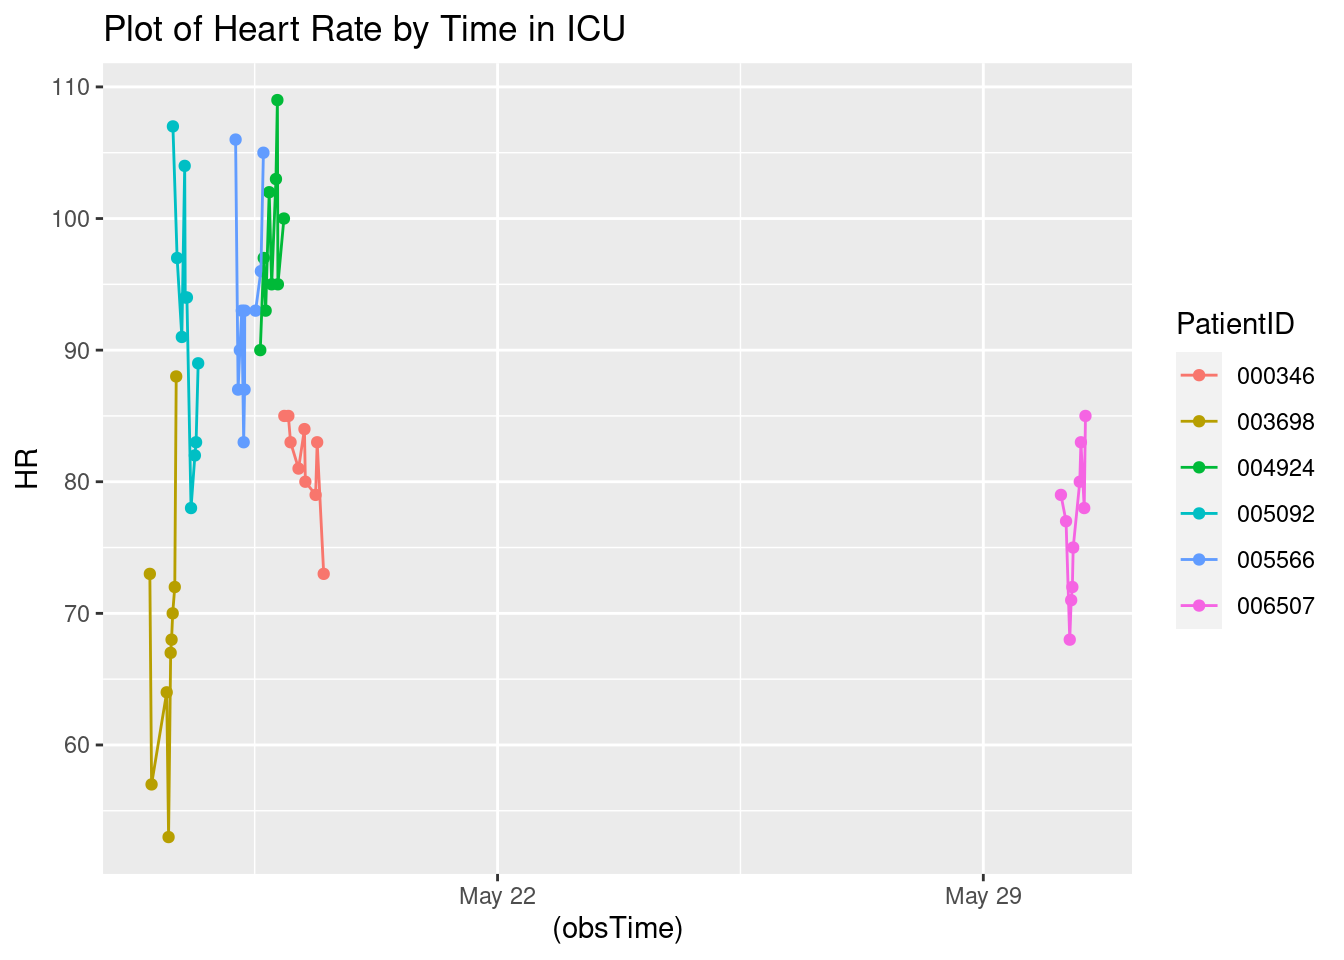 Plot of Heart Rate by Time in ICU
110
100
90
80
70
60
HR
May 22
May 29
(obsTime)
PatientID
000346
003698
004924
005092
005566
006507